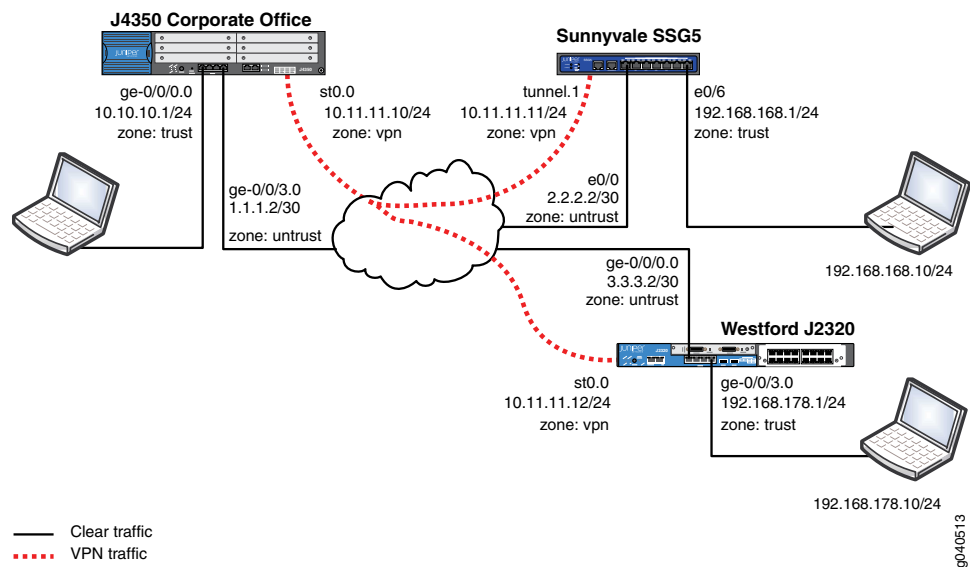 J4350 Corporate Office
ge-0/0/0.0
10.10.10.1/24
zone: trust
st0.0
10.11.11.10/24
zone: vpn
ge-0/0/3.0
1.1.1.2/30
zone: untrust
Sunnyvale SSG5
tunnel.1
10.11.11.11/24
zone: vpn
e0/6
192.168.168.1/24
zone: trust
e0/0
2.2.2.2/30
zone: untrust
192.168.168.10/24
ge-0/0/0.0
3.3.3.2/30
zone: untrust
Westford J2320
st0.0
10.11.11.12/24
zone: vpn
ge-0/0/3.0
192.168.178.1/24
zone: trust
192.168.178.10/24
Clear traffic
VPN traffic
g040513